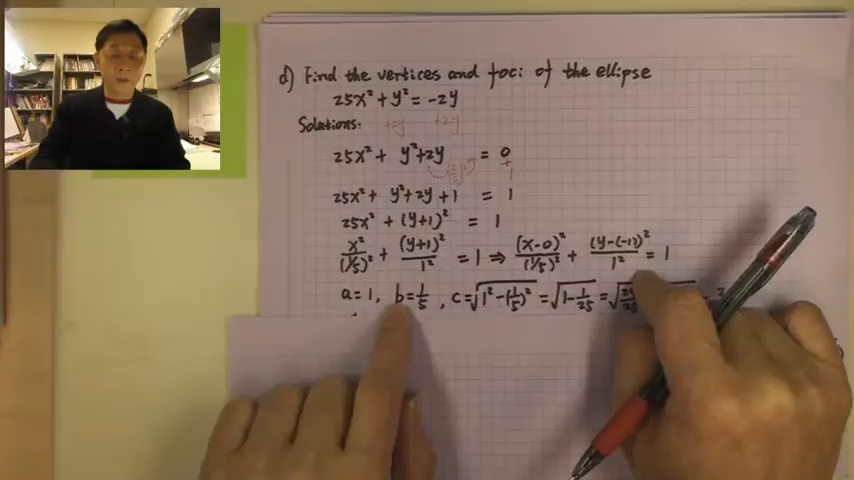 d) Find the vertices and foci of the ellipse
25x² + y² = -2y
Solutions: +2y +2y
25x² + y²+2y = 0
+1
25x² + y²+2y+1 = 1
25x² + (y+1)² = 1
x²/(1/5)² + (y+1)²/1² = 1 ⇒ (x-0)²/(1/5)² + (y-(-1))²/1² = 1
a=1, b=1/5, c=√(1²-(1/5)²) = √(1-1/25) = √